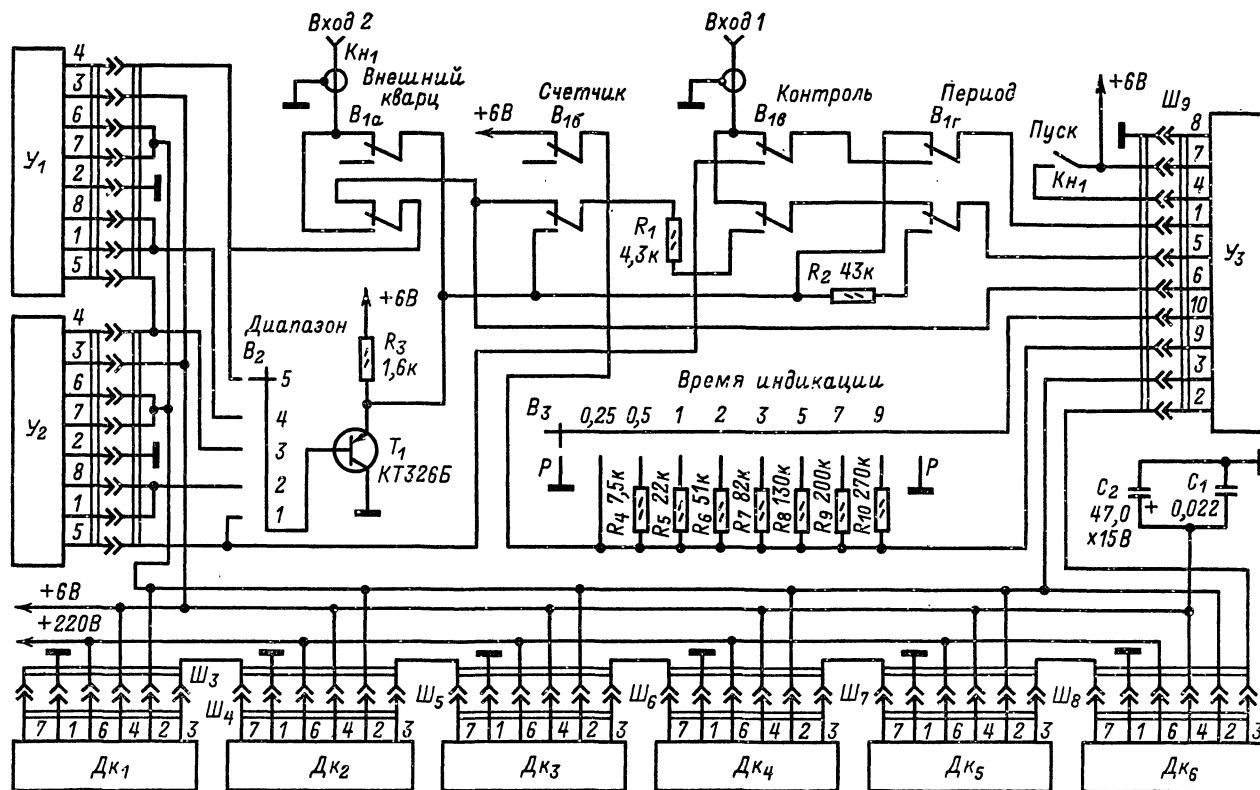 Вход 2
Вход 1
Кн₁
Внешний
кварц
Счетчик
Контроль
Период
В₁а
+6В
В₁б
В₁в
В₁г
+6В
Ш₉
Пуск
Кн₁
У₁
4
3
6
7
2
8
1
5
8
7
4
1
5
6
10
9
3
2
У₃
R₁
4,3к
R₂ 43к
У₂
4
3
6
7
2
8
1
5
Диапазон
В₂
5
4
3
2
1
+6В
R₃
1,6к
Т₁
КТ326Б
Время индикации
В₃ 0,25 0,5 1 2 3 5 7 9
Р
Р
R₄ 7,5к
R₅ 22к
R₆ 51к
R₇ 82к
R₈ 130к
R₉ 200к
R₁₀ 270к
С₂
47,0
×15В
+
С₁
0,022
+6В
+220В
Ш₃
Ш₄
Ш₅
Ш₆
Ш₇
Ш₈
7 1 6 4 2 3
7 1 6 4 2 3
7 1 6 4 2 3
7 1 6 4 2 3
7 1 6 4 2 3
7 1 6 4 2 3
Дк₁
Дк₂
Дк₃
Дк₄
Дк₅
Дк₆